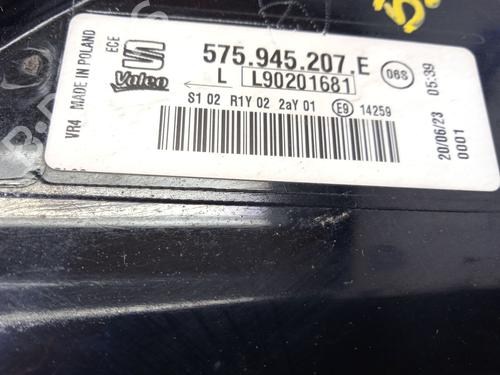 575.945.207.E
L L90201681
06S
S1 02 R1Y 02 2aY 01 E9 14259
Valeo
ECE
MADE IN POLAND
VR4
05:39
20/06/23
0001